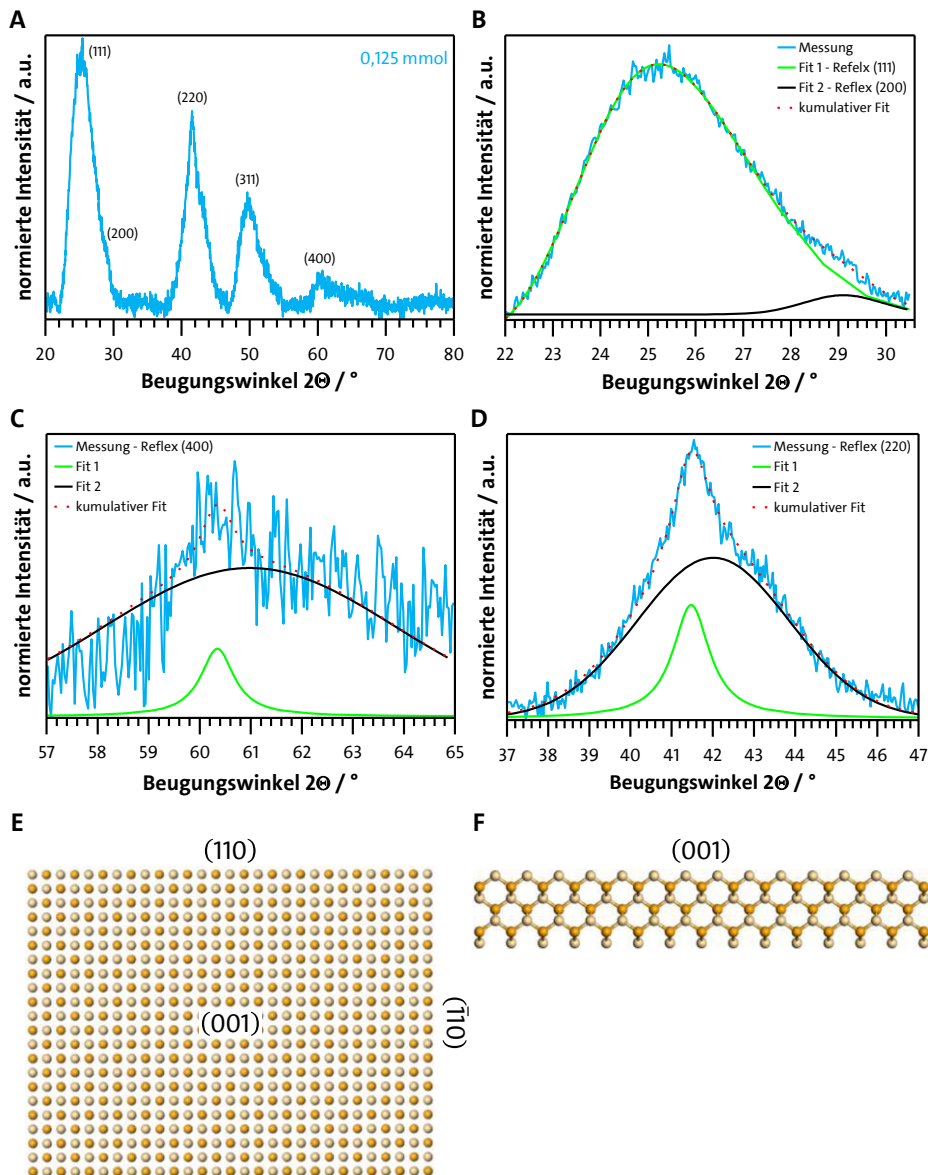 A
normierte Intensität / a.u.
(111)
(200)
(220)
(311)
(400)
0,125 mmol
20 30 40 50 60 70 80
Beugungswinkel 2Θ / °
B
normierte Intensität / a.u.
Messung
Fit 1 - Refelx (111)
Fit 2 - Reflex (200)
kumulativer Fit
22 23 24 25 26 27 28 29 30
Beugungswinkel 2Θ / °
C
normierte Intensität / a.u.
Messung - Reflex (400)
Fit 1
Fit 2
kumulativer Fit
57 58 59 60 61 62 63 64 65
Beugungswinkel 2Θ / °
D
normierte Intensität / a.u.
Messung - Reflex (220)
Fit 1
Fit 2
kumulativer Fit
37 38 39 40 41 42 43 44 45 46 47
Beugungswinkel 2Θ / °
E
(110)
(001)
(1̄10)
F
(001)